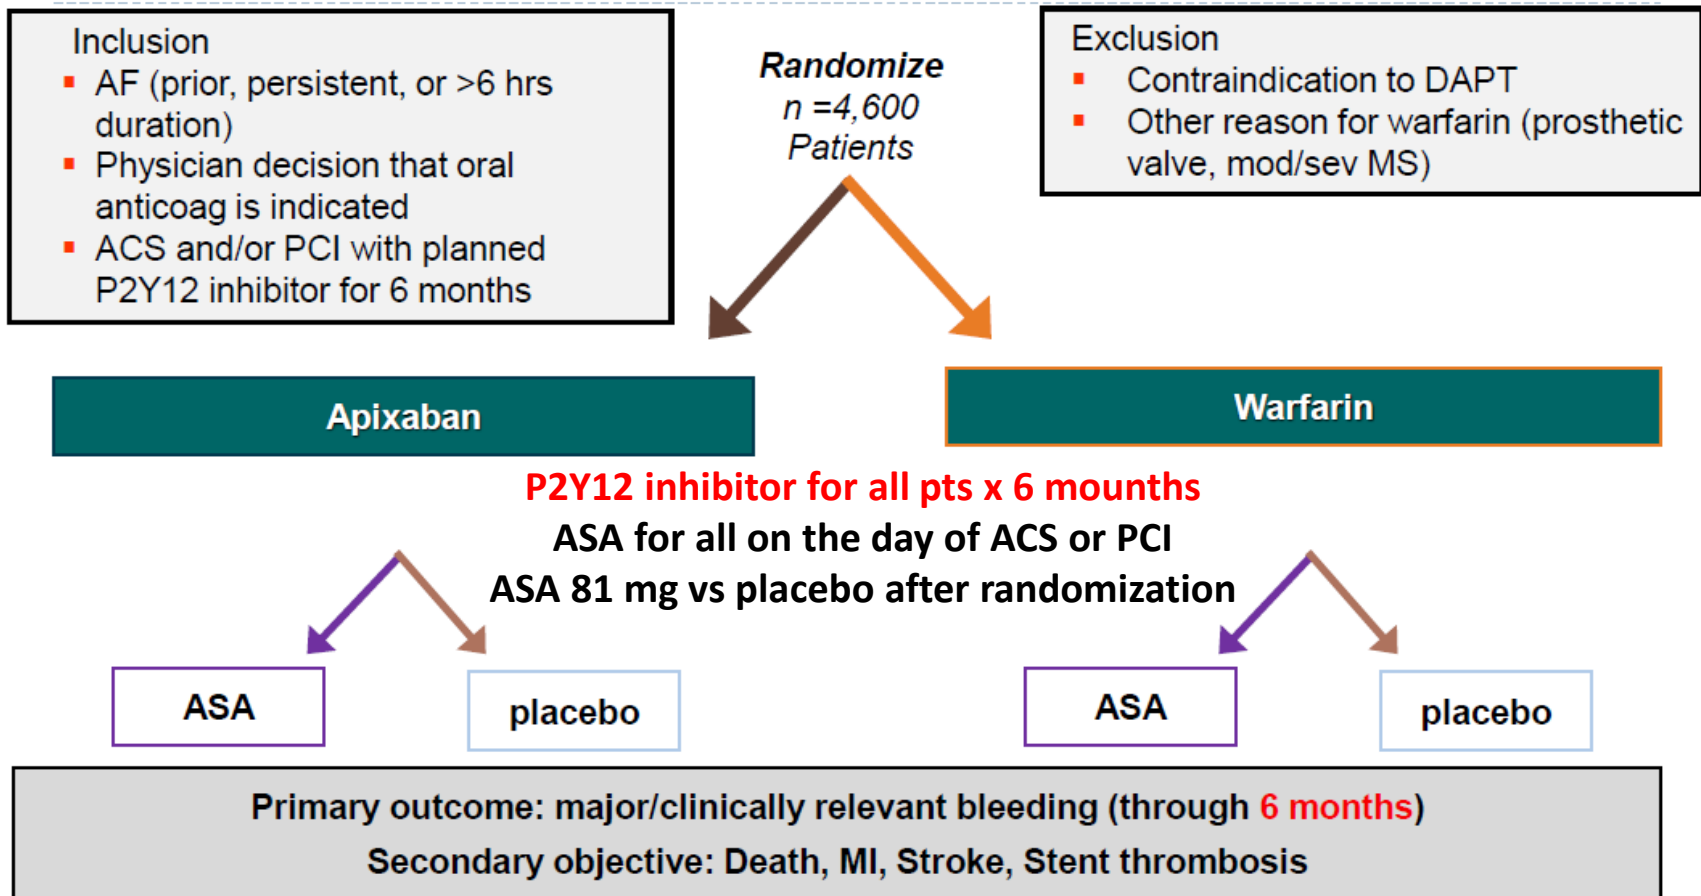 Inclusion
▪ AF (prior, persistent, or >6 hrs
duration)
▪ Physician decision that oral
anticoag is indicated
▪ ACS and/or PCI with planned
P2Y12 inhibitor for 6 months
Randomize
n =4,600
Patients
Exclusion
▪ Contraindication to DAPT
▪ Other reason for warfarin (prosthetic
valve, mod/sev MS)
Apixaban
Warfarin
P2Y12 inhibitor for all pts x 6 mounths
ASA for all on the day of ACS or PCI
ASA 81 mg vs placebo after randomization
ASA
placebo
ASA
placebo
Primary outcome: major/clinically relevant bleeding (through 6 months)
Secondary objective: Death, MI, Stroke, Stent thrombosis